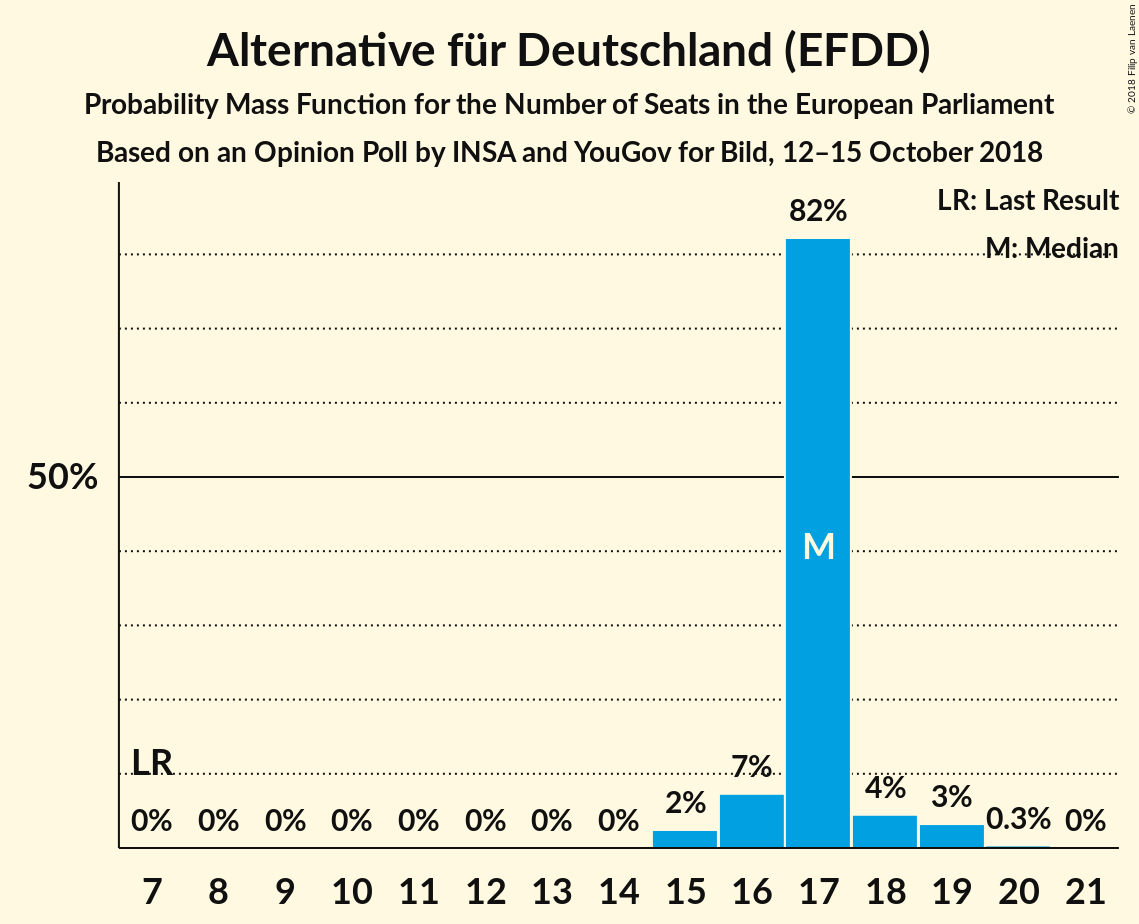 Alternative für Deutschland (EFDD)
Probability Mass Function for the Number of Seats in the European Parliament
Based on an Opinion Poll by INSA and YouGov for Bild, 12–15 October 2018
© 2018 Filip van Laenen
LR: Last Result
M: Median
82%
50%
M
LR
7%
2%
4%
3%
0% 0% 0% 0% 0% 0% 0% 0% 0.3% 0%
7 8 9 10 11 12 13 14 15 16 17 18 19 20 21